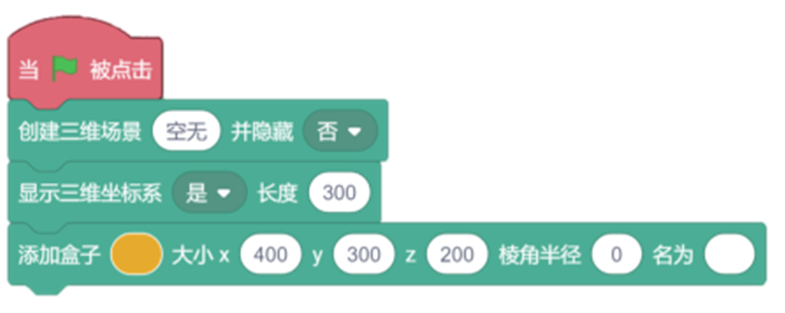 当 被点击
创建三维场景 空无 并隐藏 否
显示三维坐标系 是 长度 300
添加盒子 大小 x 400 y 300 z 200 棱角半径 0 名为